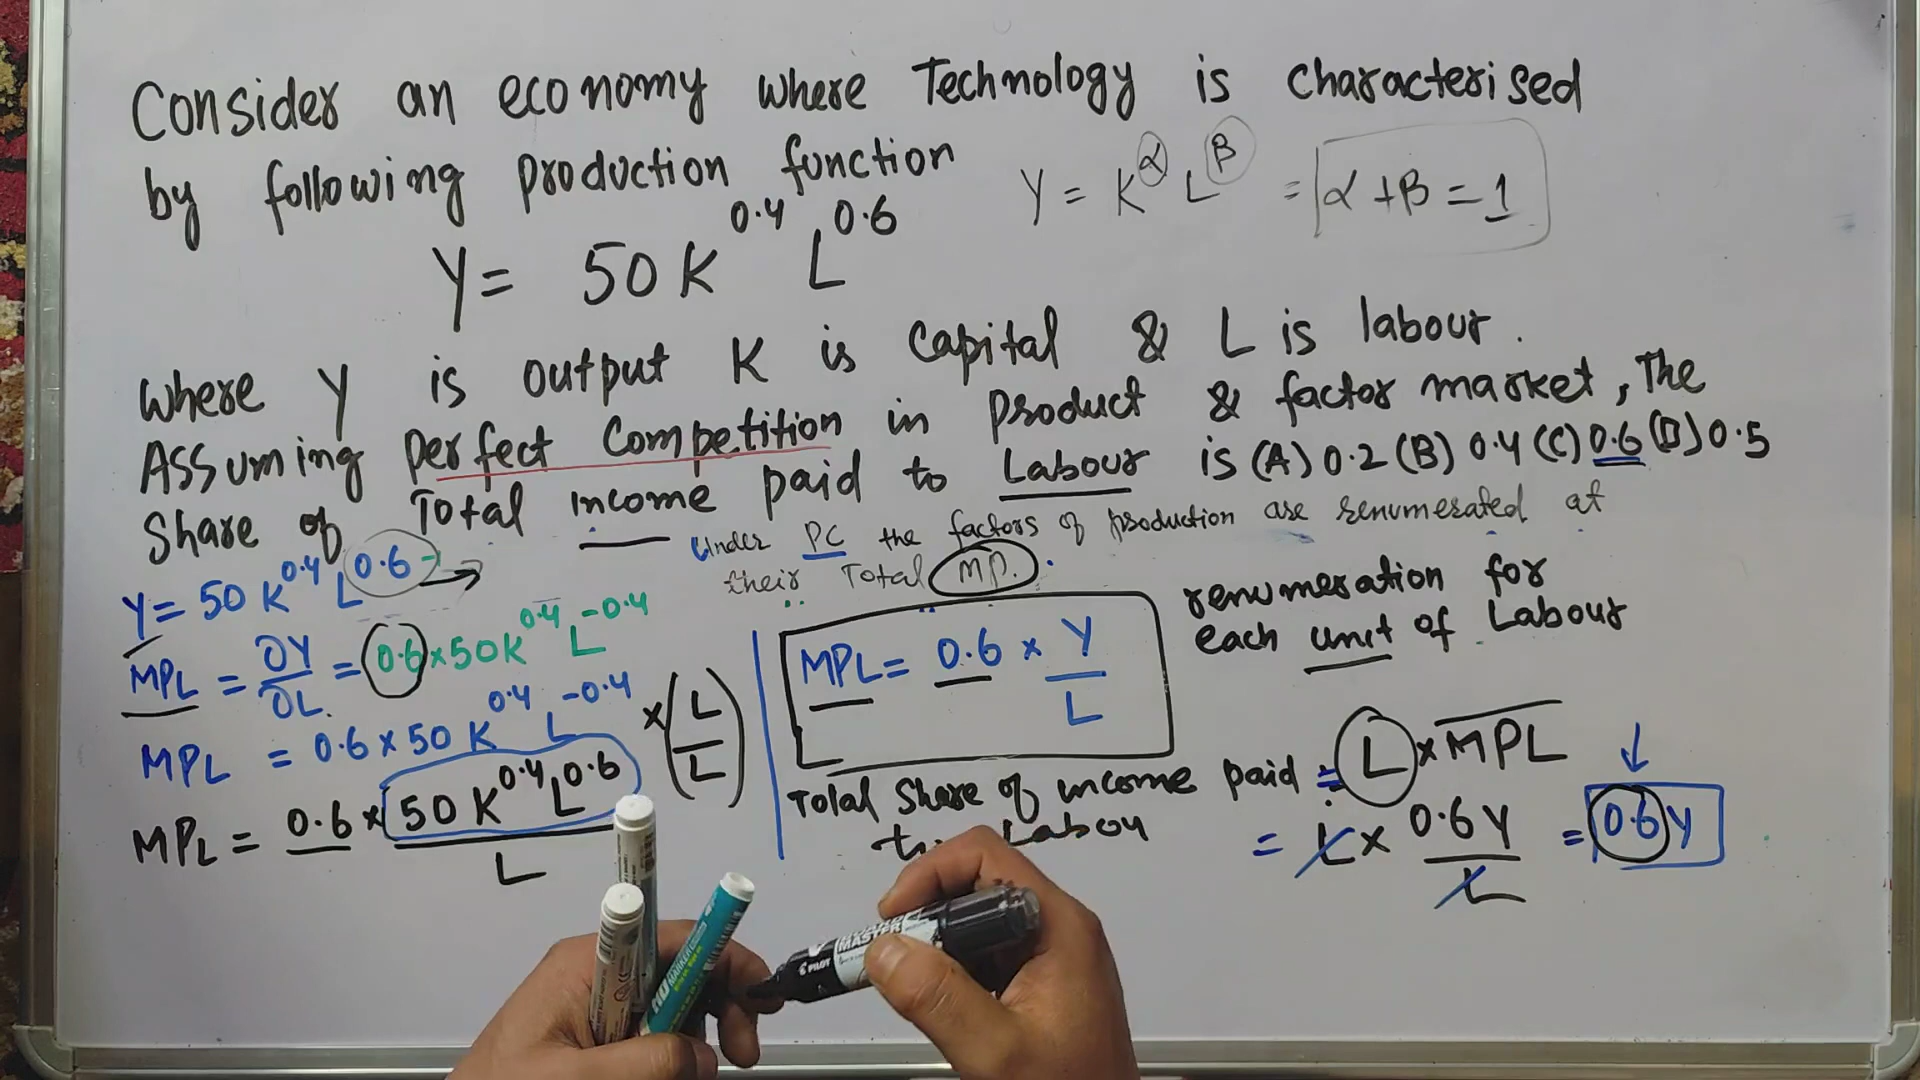 Consider an economy where Technology is characterised
by following production function
Y = K^α L^β = α + β = 1
Y = 50 K^0.4 L^0.6
where Y is output K is capital & L is labour.
Assuming perfect competition in product & factor market, The
Share of Total income paid to Labour is (A) 0.2 (B) 0.4 (C) 0.6 (D) 0.5
Under PC the factors of production are renumerated at
their Total MP.
Y = 50 K^0.4 L^0.6
MPL = ∂Y/∂L = 0.6 × 50 K^0.4 L^-0.4
MPL = 0.6 × 50 K^0.4 L^-0.4 × (L/L)
MPL = 0.6 × 50 K^0.4 L^0.6 / L
MPL = 0.6 × Y/L
renumeration for
each unit of Labour
Total Share of income paid = L × MPL
Labou
= L × 0.6Y/L = 0.6Y
MASTER
PILOT